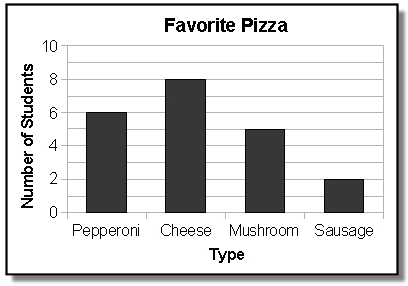 Favorite Pizza
Number of Students
10
8
6
4
2
0
Pepperoni Cheese Mushroom Sausage
Type